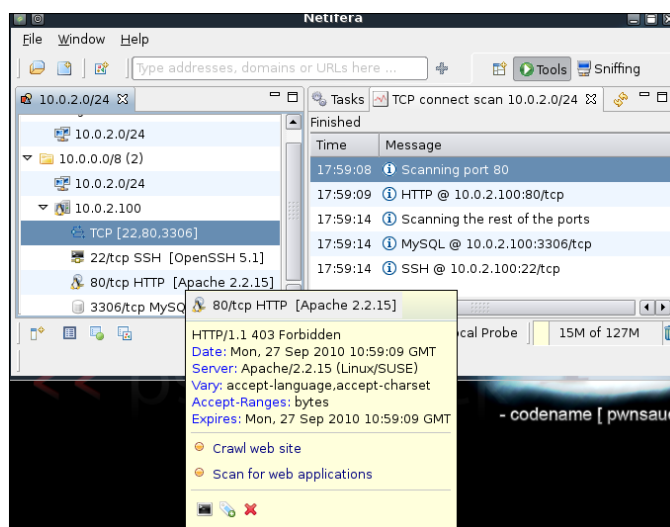 Netifera
File Window Help
Type address, domains or URLs here ...
Tools
Sniffing
10.0.2.0/24
Tasks
TCP connect scan 10.0.2.0/24
10.0.2.0/24
10.0.0.0/8 (2)
10.0.2.0/24
10.0.2.100
TCP [22,80,3306]
22/tcp SSH [OpenSSH 5.1]
80/tcp HTTP [Apache 2.2.15]
3306/tcp MySQ
Finished
Time Message
17:59:08 Scanning port 80
17:59:09 HTTP @ 10.0.2.100:80/tcp
17:59:14 Scanning the rest of the ports
17:59:14 MySQL @ 10.0.2.100:3306/tcp
17:59:14 SSH @ 10.0.2.100:22/tcp
80/tcp HTTP [Apache 2.2.15]
HTTP/1.1 403 Forbidden
Date: Mon, 27 Sep 2010 10:59:09 GMT
Server: Apache/2.2.15 (Linux/SUSE)
Vary: accept-language,accept-charset
Accept-Ranges: bytes
Expires: Mon, 27 Sep 2010 10:59:09 GMT
Crawl web site
Scan for web applications
cal Probe
15M of 127M
- codename [ pwnsau